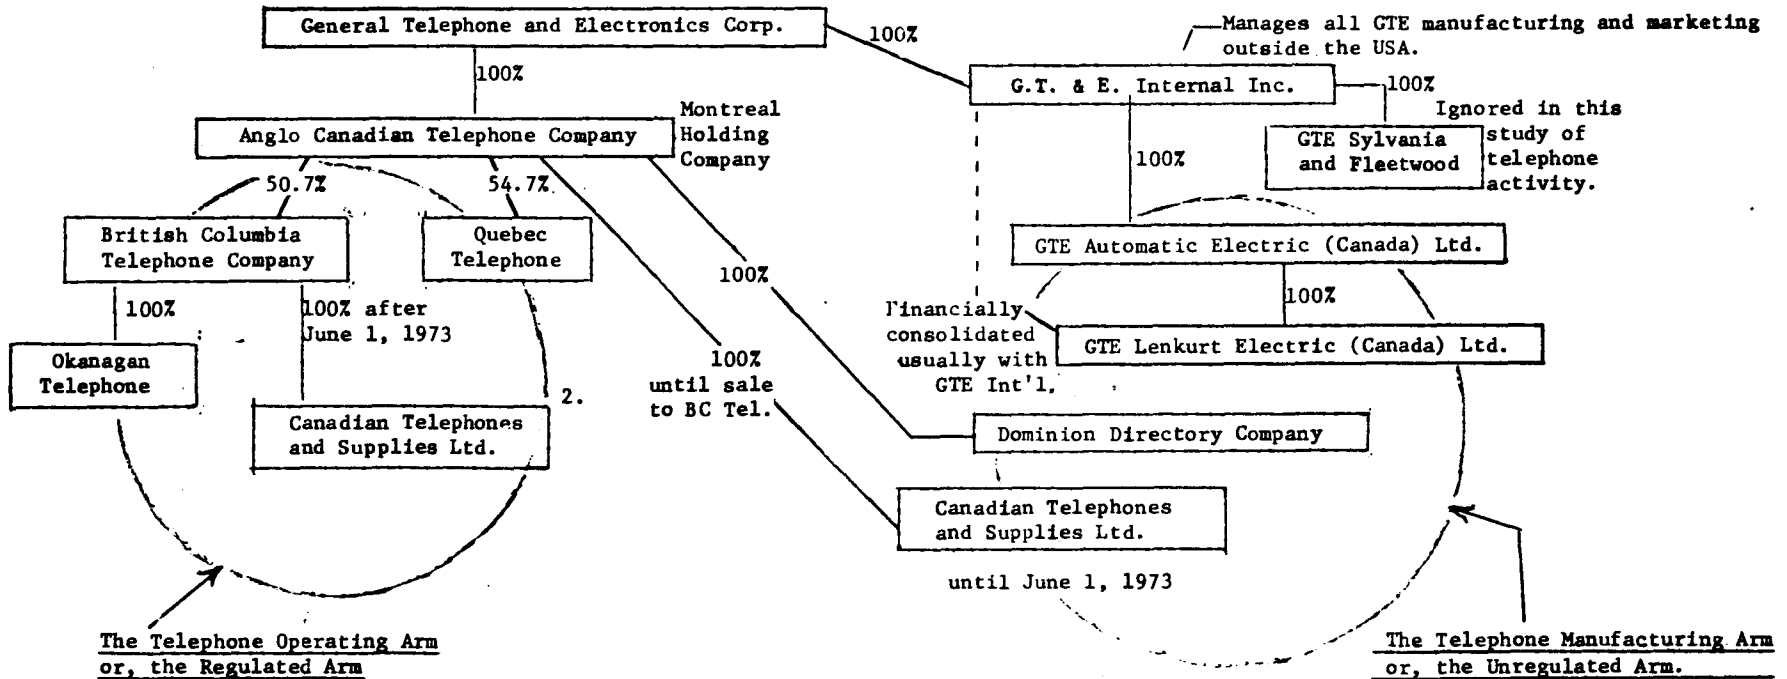 General Telephone and Electronics Corp.
100%
100%
Manages all GTE manufacturing and marketing
outside the USA.
G.T. & E. Internal Inc.
100%
Ignored in this
study of
telephone
activity.
GTE Sylvania
and Fleetwood
Anglo Canadian Telephone Company
Montreal
Holding
Company
100%
50.7%
54.7%
British Columbia
Telephone Company
Quebec
Telephone
GTE Automatic Electric (Canada) Ltd.
100%
100%
100% after
June 1, 1973
100%
Financially
consolidated
usually with
GTE Int'l.
GTE Lenkurt Electric (Canada) Ltd.
Okanagan
Telephone
100%
until sale
to BC Tel.
2.
Canadian Telephones
and Supplies Ltd.
Dominion Directory Company
Canadian Telephones
and Supplies Ltd.
until June 1, 1973
The Telephone Operating Arm
or, the Regulated Arm
The Telephone Manufacturing Arm
or, the Unregulated Arm.